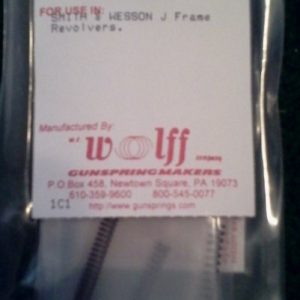 FOR USE IN:
SMITH & WESSON J Frame
Revolvers.
Manufactured By
W.C. Wolff company
GUNSPRINGMAKERS
P.O.Box 458, Newtown Square, PA 19073
610-359-9600 800-545-0077
1C1 http://www.gunsprings.com